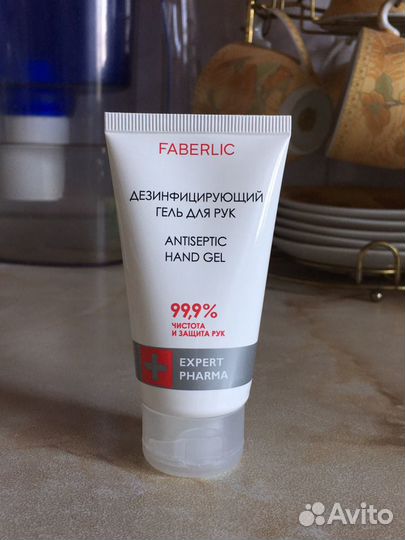 FABERLIC
ДЕЗИНФИЦИРУЮЩИЙ
ГЕЛЬ ДЛЯ РУК
ANTISEPTIC
HAND GEL
99,9%
ЧИСТОТА
И ЗАЩИТА РУК
EXPERT
PHARMA
Avito